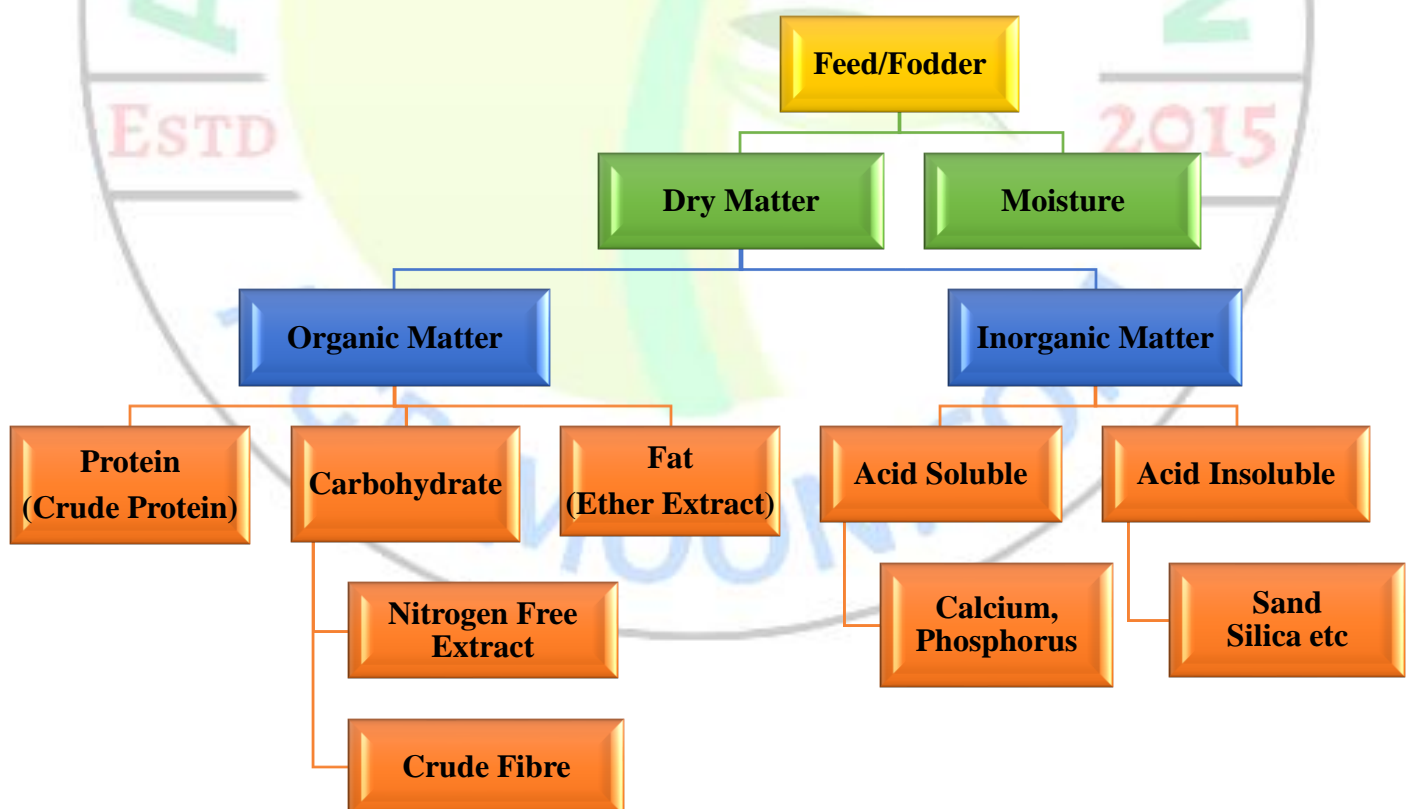 Feed/Fodder
ESTD
2015
Dry Matter
Moisture
Organic Matter
Inorganic Matter
Protein
(Crude Protein)
Carbohydrate
Fat
(Ether Extract)
Acid Soluble
Acid Insoluble
Nitrogen Free
Extract
Calcium,
Phosphorus
Sand
Silica etc
Crude Fibre